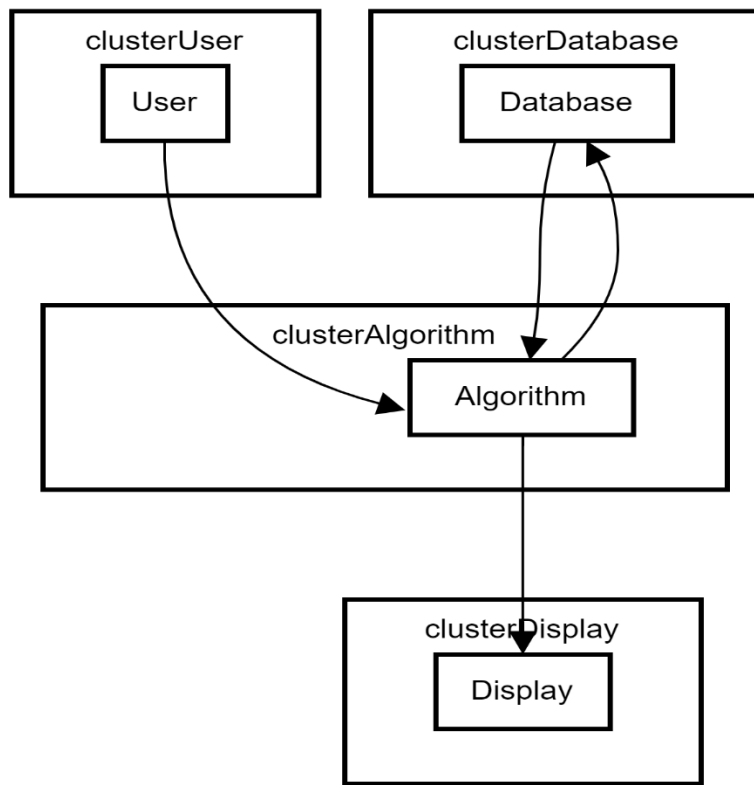 clusterUser
User
clusterDatabase
Database
clusterAlgorithm
Algorithm
clusterDisplay
Display